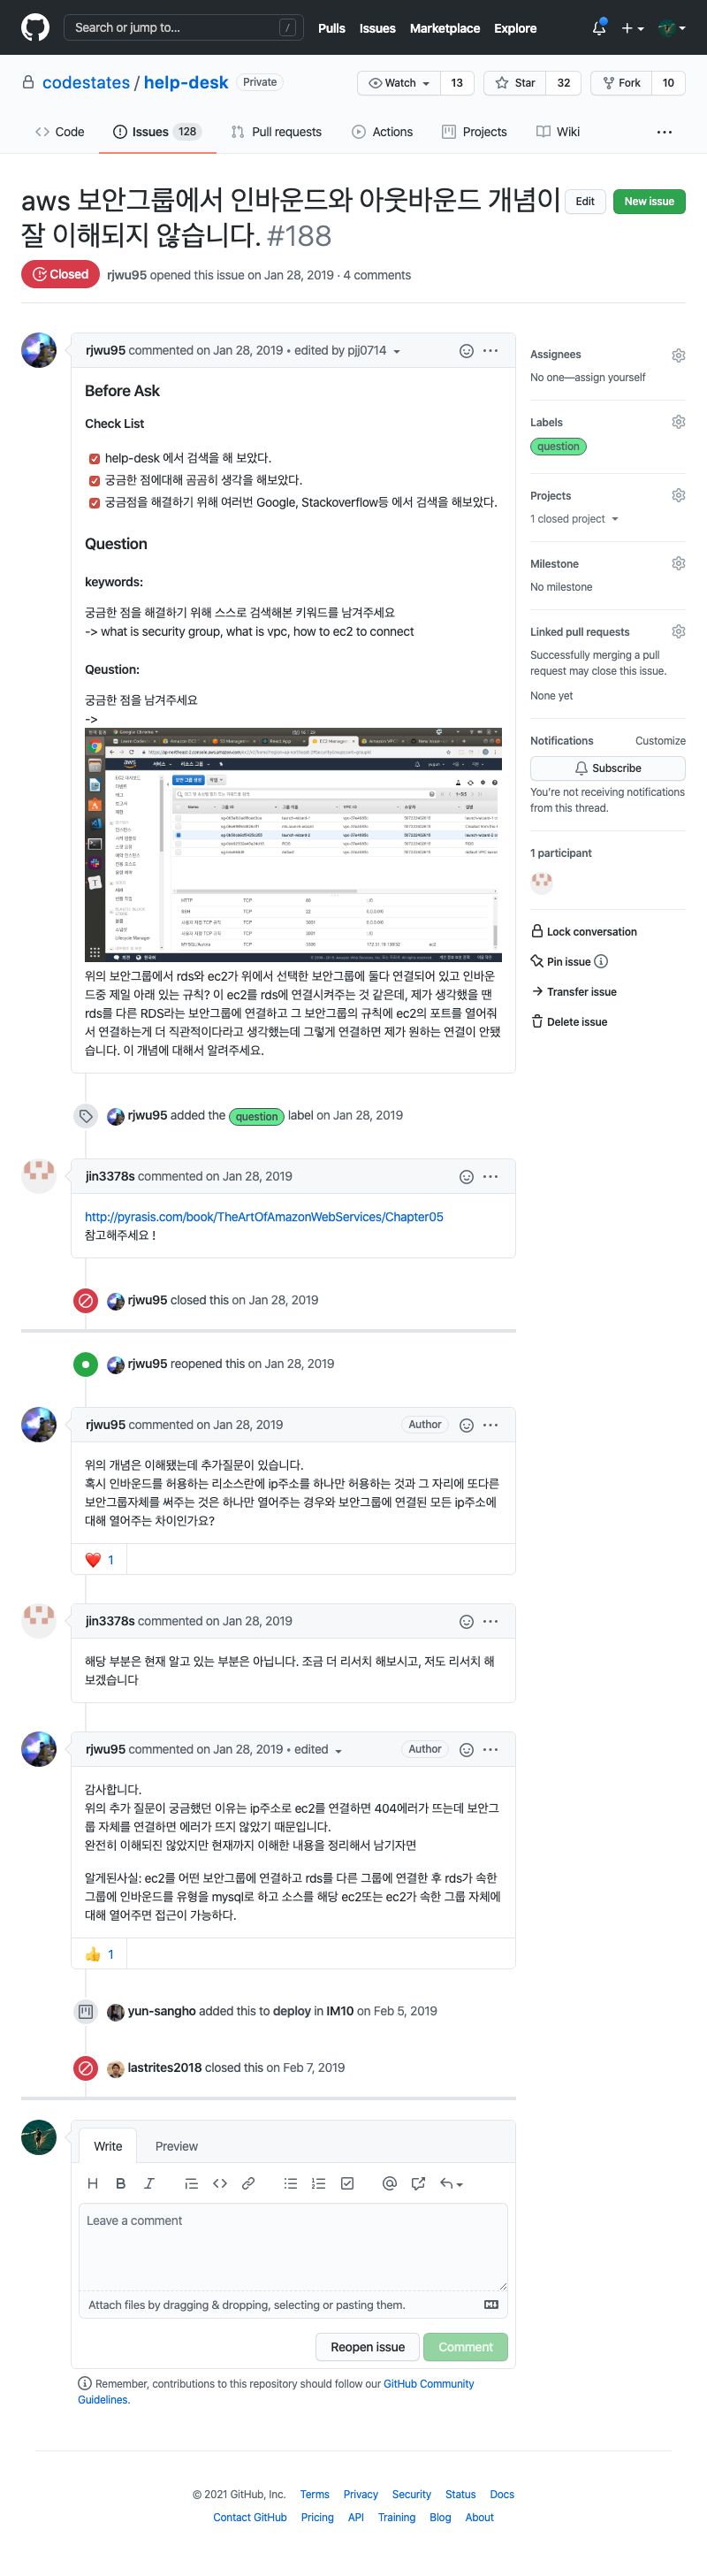 Search or jump to...
/
Pulls Issues Marketplace Explore
codestates / help-desk Private
Watch 13 Star 32 Fork 10
Code Issues 128 Pull requests Actions Projects Wiki
aws 보안그룹에서 인바운드와 아웃바운드 개념이
잘 이해되지 않습니다. #188
Edit New issue
Closed rjwu95 opened this issue on Jan 28, 2019 · 4 comments
rjwu95 commented on Jan 28, 2019 • edited by pjj0714
Before Ask
Check List
help-desk 에서 검색을 해 보았다.
궁금한 점에대해 곰곰히 생각을 해보았다.
궁금점을 해결하기 위해 여러번 Google, Stackoverflow등 에서 검색을 해보았다.
Question
keywords:
궁금한 점을 해결하기 위해 스스로 검색해본 키워드를 남겨주세요
-> what is security group, what is vpc, how to ec2 to connect
Qeustion:
궁금한 점을 남겨주세요
->
위의 보안그룹에서 rds와 ec2가 위에서 선택한 보안그룹에 둘다 연결되어 있고 인바운
드중 제일 아래 있는 규칙? 이 ec2를 rds에 연결시켜주는 것 같은데, 제가 생각했을 땐
rds를 다른 RDS라는 보안그룹에 연결하고 그 보안그룹의 규칙에 ec2의 포트를 열어줘
서 연결하는게 더 직관적이다라고 생각했는데 그렇게 연결하면 제가 원하는 연결이 안됐
습니다. 이 개념에 대해서 알려주세요.
Assignees
No one—assign yourself
Labels
question
Projects
1 closed project
Milestone
No milestone
Linked pull requests
Successfully merging a pull
request may close this issue.
None yet
Notifications Customize
Subscribe
You're not receiving notifications
from this thread.
1 participant
Lock conversation
Pin issue
Transfer issue
Delete issue
rjwu95 added the question label on Jan 28, 2019
jin3378s commented on Jan 28, 2019
http://pyrasis.com/book/TheArtOfAmazonWebServices/Chapter05
참고해주세요 !
rjwu95 closed this on Jan 28, 2019
rjwu95 reopened this on Jan 28, 2019
rjwu95 commented on Jan 28, 2019 Author
위의 개념은 이해됐는데 추가질문이 있습니다.
혹시 인바운드를 허용하는 리소스란에 ip주소를 하나만 허용하는 것과 그 자리에 또다른
보안그룹자체를 써주는 것은 하나만 열어주는 경우와 보안그룹에 연결된 모든 ip주소에
대해 열어주는 차이인가요?
❤️ 1
jin3378s commented on Jan 28, 2019
해당 부분은 현재 알고 있는 부분은 아닙니다. 조금 더 리서치 해보시고, 저도 리서치 해
보겠습니다
rjwu95 commented on Jan 28, 2019 • edited Author
감사합니다.
위의 추가 질문이 궁금했던 이유는 ip주소로 ec2를 연결하면 404에러가 뜨는데 보안그
룹 자체를 연결하면 에러가 뜨지 않았기 때문입니다.
완전히 이해되진 않았지만 현재까지 이해한 내용을 정리해서 남기자면
알게된사실: ec2를 어떤 보안그룹에 연결하고 rds를 다른 그룹에 연결한 후 rds가 속한
그룹에 인바운드를 유형을 mysql로 하고 소스를 해당 ec2또는 ec2가 속한 그룹 자체에
대해 열어주면 접근이 가능하다.
👍 1
yun-sangho added this to deploy in IM10 on Feb 5, 2019
lastrites2018 closed this on Feb 7, 2019
Write Preview
Leave a comment
Attach files by dragging & dropping, selecting or pasting them.
Reopen issue Comment
Remember, contributions to this repository should follow our GitHub Community
Guidelines.
© 2021 GitHub, Inc. Terms Privacy Security Status Docs
Contact GitHub Pricing API Training Blog About